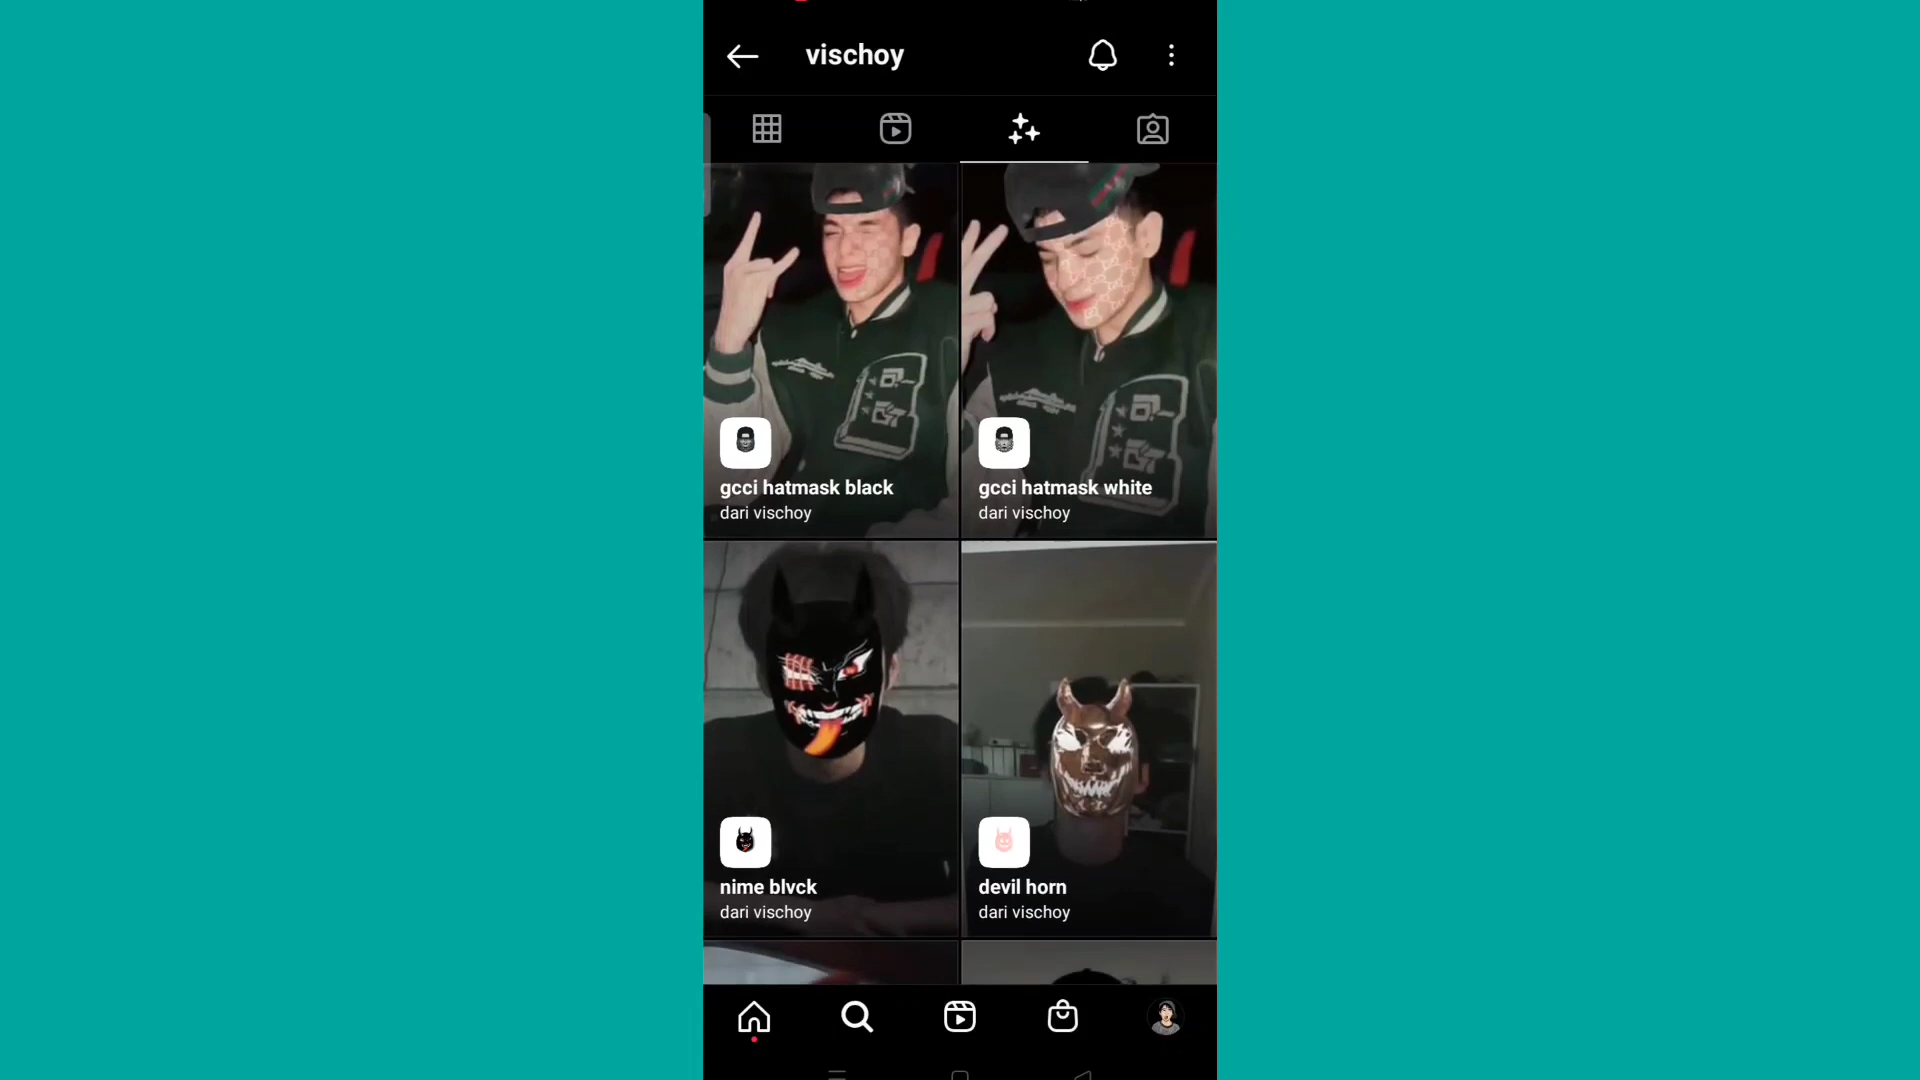 vischoy
gcci hatmask black
dari vischoy
gcci hatmask white
dari vischoy
nime blvck
dari vischoy
devil horn
dari vischoy